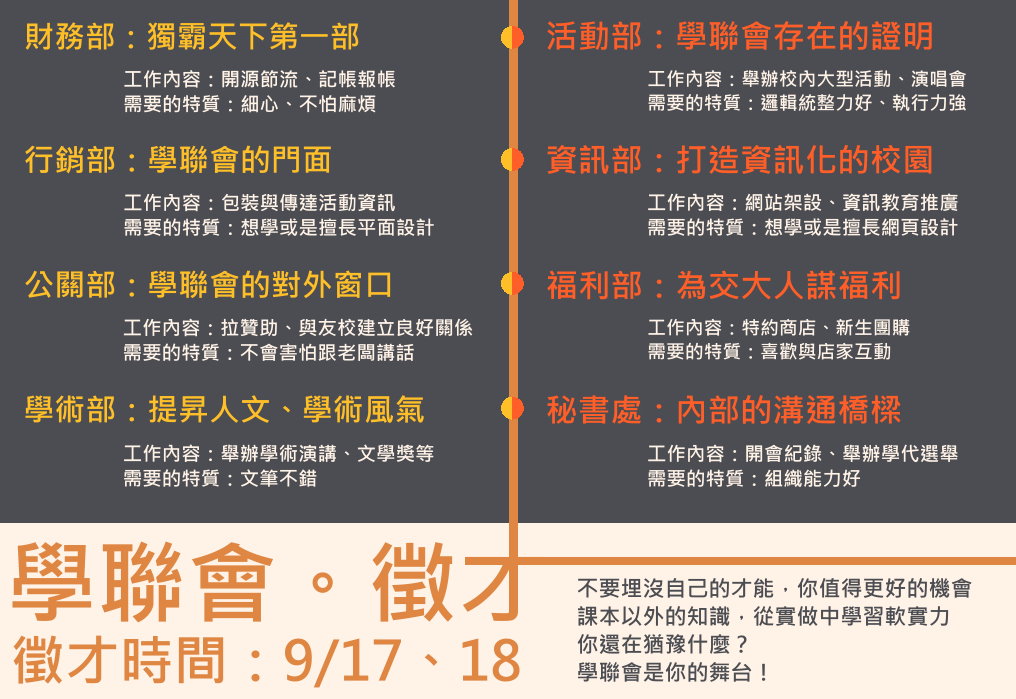 財務部：獨霸天下第一部
工作內容：開源節流、記帳報帳
需要的特質：細心、不怕麻煩
行銷部：學聯會的門面
工作內容：包裝與傳達活動資訊
需要的特質：想學或是擅長平面設計
公關部：學聯會的對外窗口
工作內容：拉贊助、與友校建立良好關係
需要的特質：不會害怕跟老闆講話
學術部：提昇人文、學術風氣
工作內容：舉辦學術演講、文學獎等
需要的特質：文筆不錯
活動部：學聯會存在的證明
工作內容：舉辦校內大型活動、演唱會
需要的特質：邏輯統整力好、執行力強
資訊部：打造資訊化的校園
工作內容：網站架設、資訊教育推廣
需要的特質：想學或是擅長網頁設計
福利部：為交大人謀福利
工作內容：特約商店、新生團購
需要的特質：喜歡與店家互動
秘書處：內部的溝通橋樑
工作內容：開會紀錄、舉辦學代選舉
需要的特質：組織能力好
學聯會。徵才
徵才時間：9/17、18
不要埋沒自己的才能，你值得更好的機會
課本以外的知識，從實做中學習軟實力
你還在猶豫什麼？
學聯會是你的舞台！